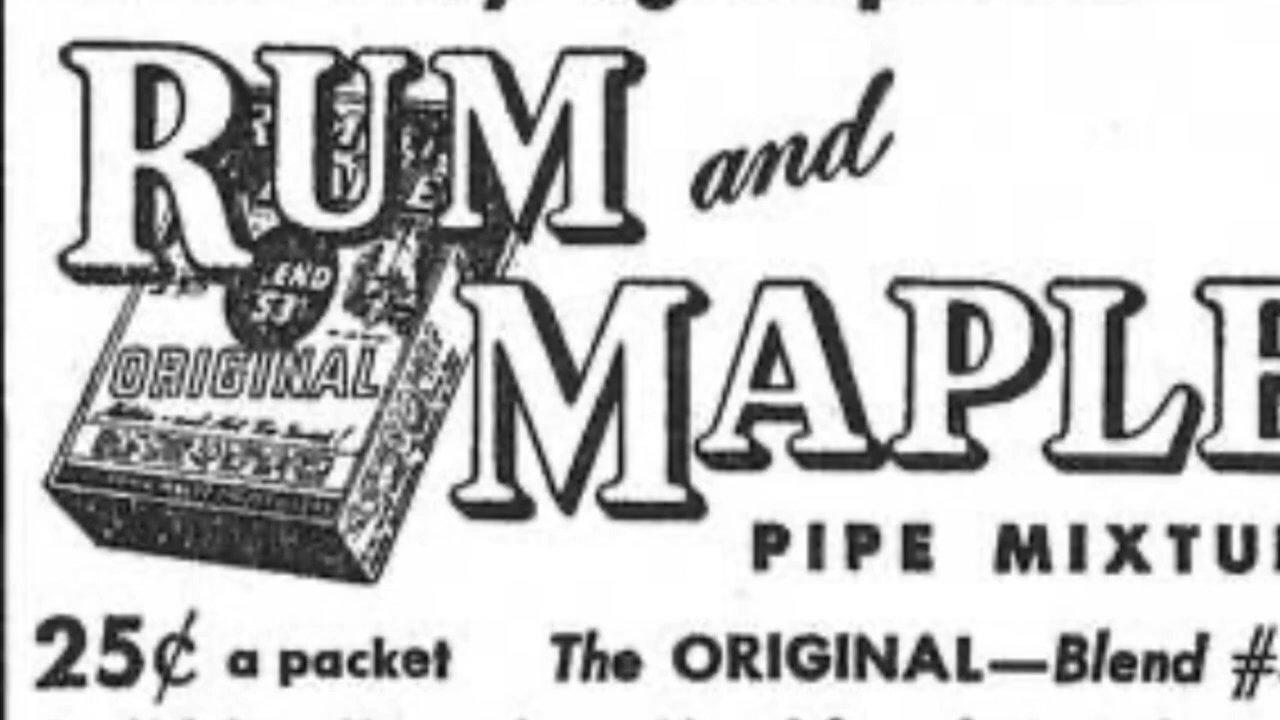 RUM and
MAPLE
PIPE MIXTU
ORIGINAL
25¢ a packet The ORIGINAL—Blend #